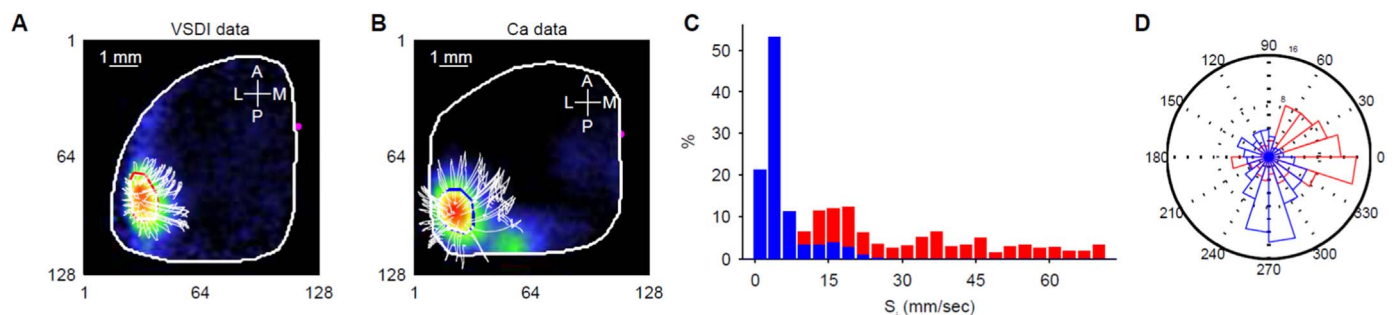 A
VSDI data
1
1 mm
A
L M
P
64
128
1 64 128
B
Ca data
1
1 mm
A
L M
P
64
128
1 64 128
C
50
40
30
20
10
0
%
0 15 30 45 60
S (mm/sec)
D
90
120 16 60
150 8 30
180 0
210 330
240 300
270